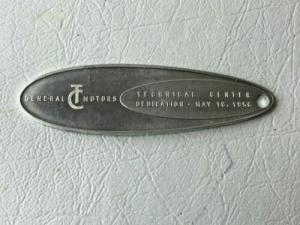 GENERAL TC MOTORS
TECHNICAL CENTER
DEDICATION - MAY 16, 1956